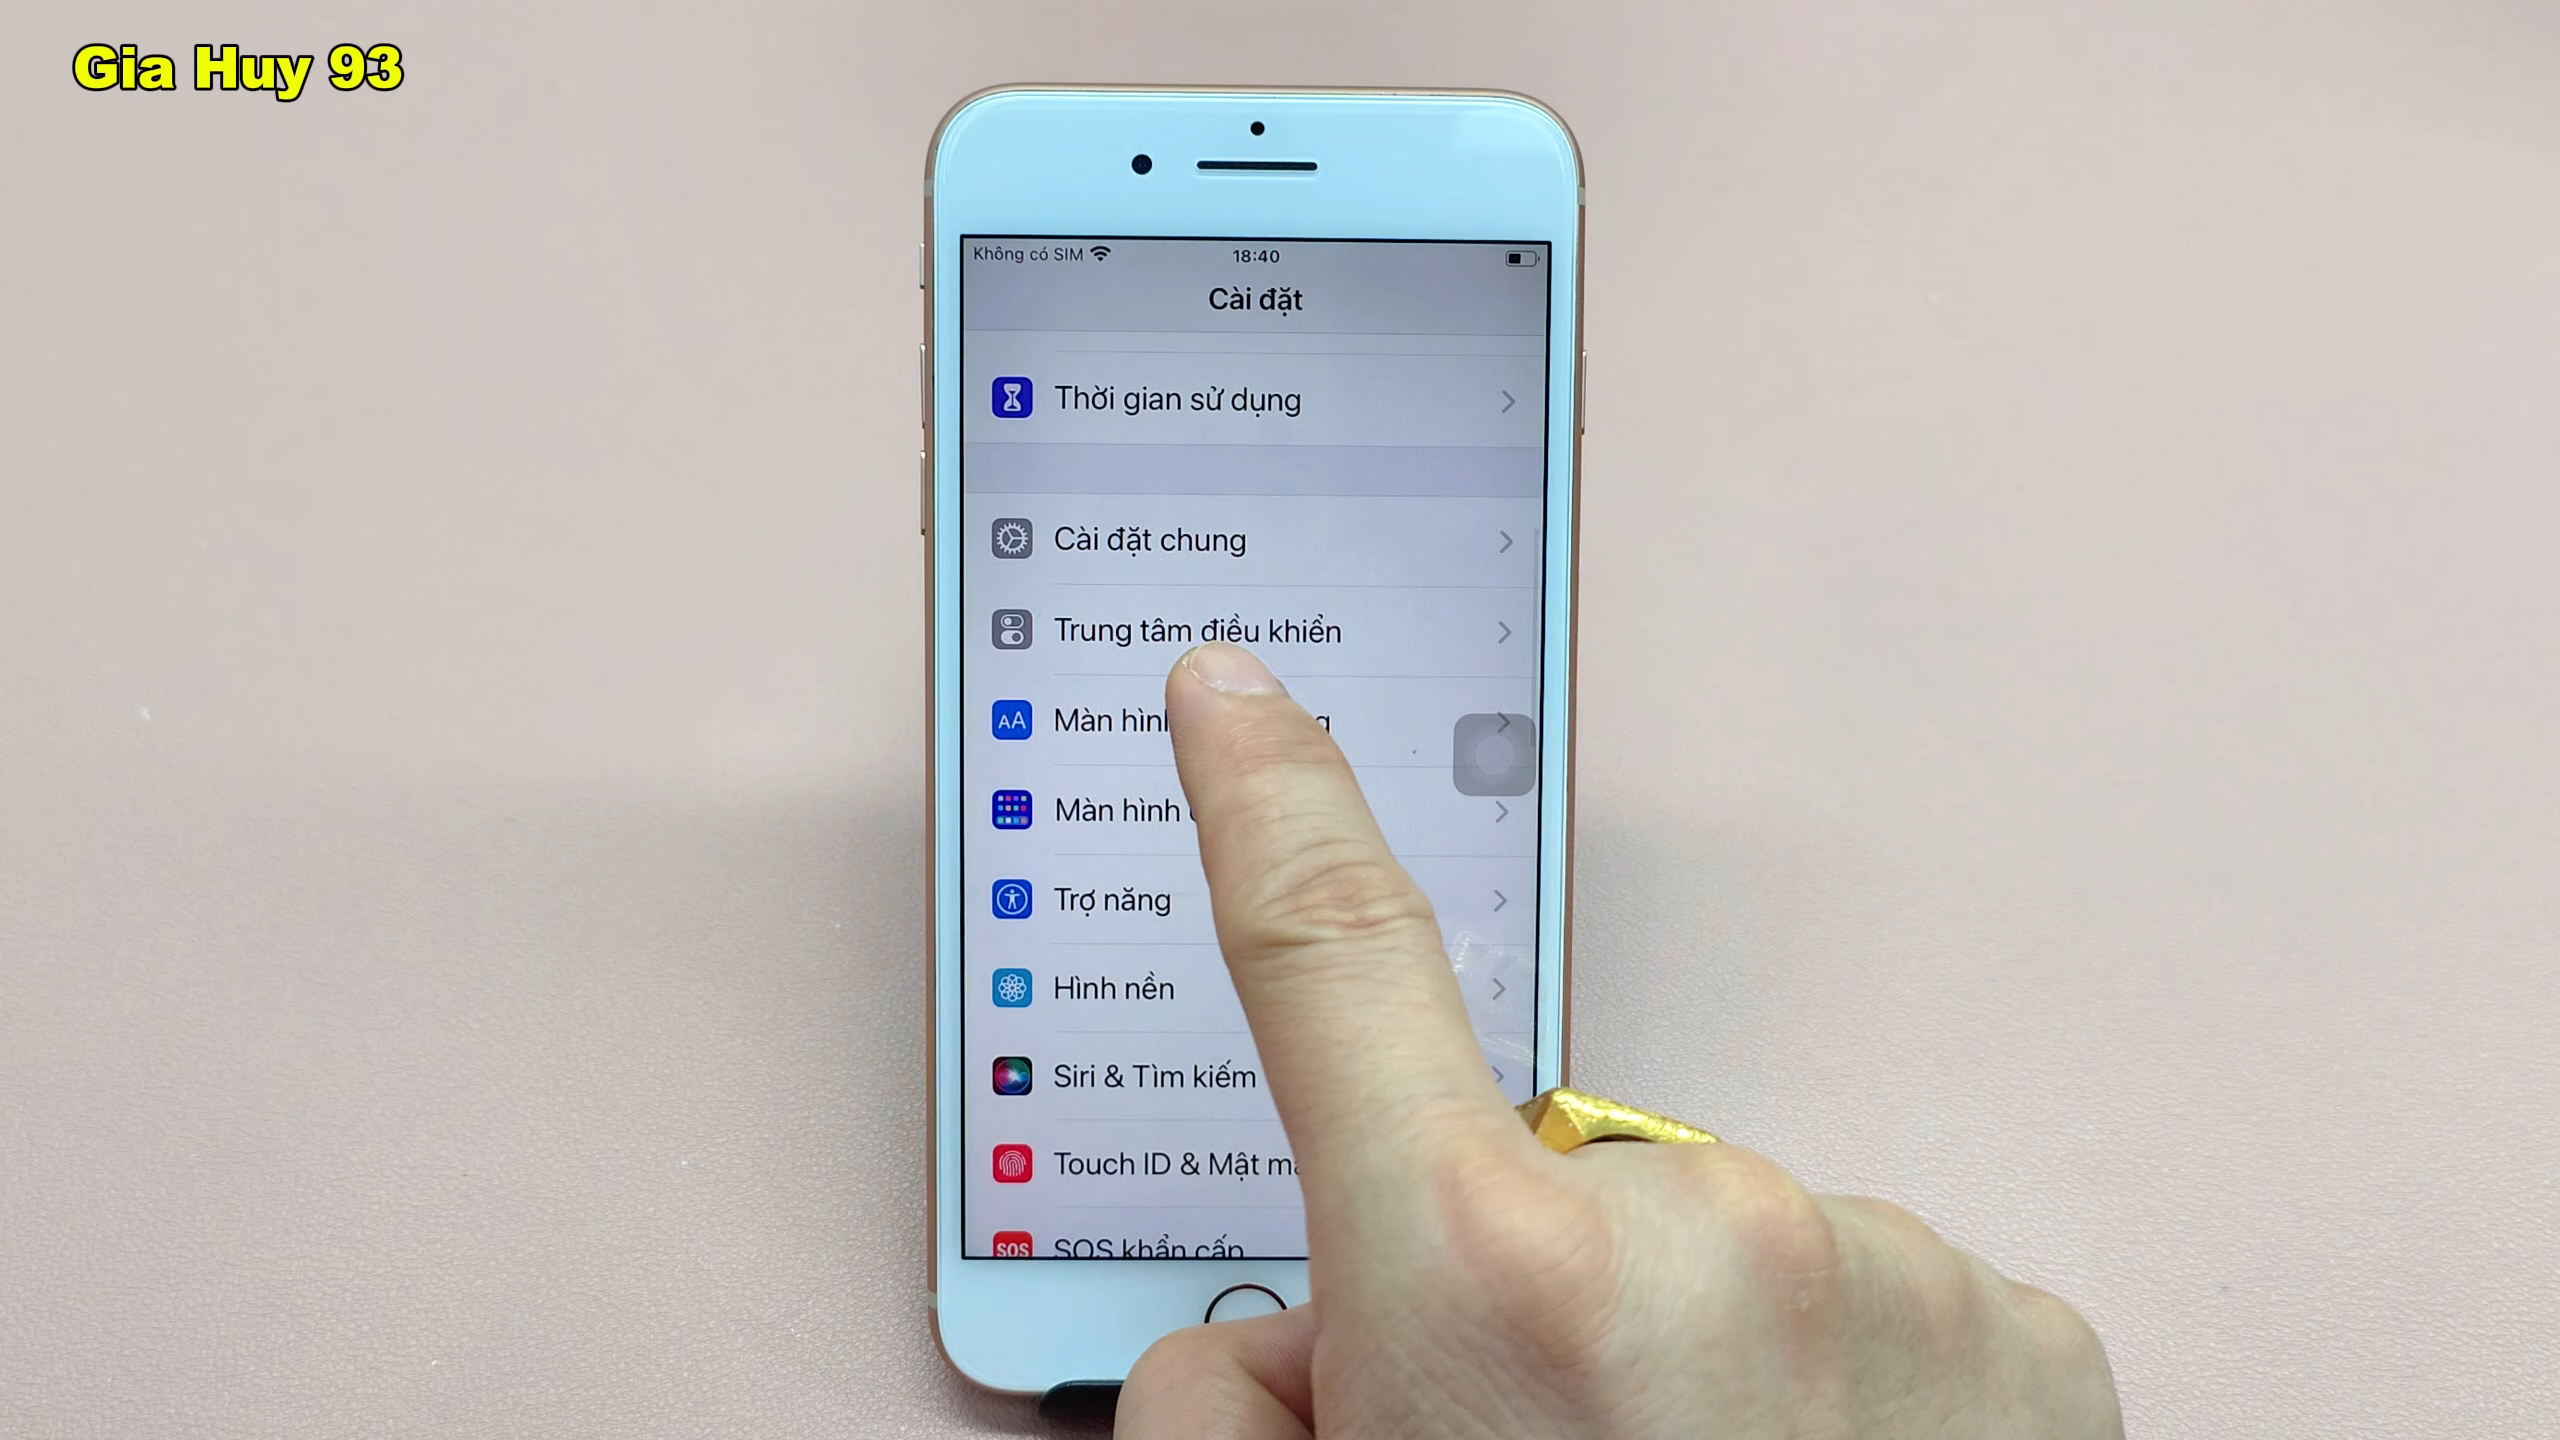 Gia Huy 93
Không có SIM 18:40
Cài đặt
Thời gian sử dụng
Cài đặt chung
Trung tâm điều khiển
AA Màn hình
Màn hình
Trợ năng
Hình nền
Siri & Tìm kiếm
Touch ID & Mật
SOS SOS khẩn cấp